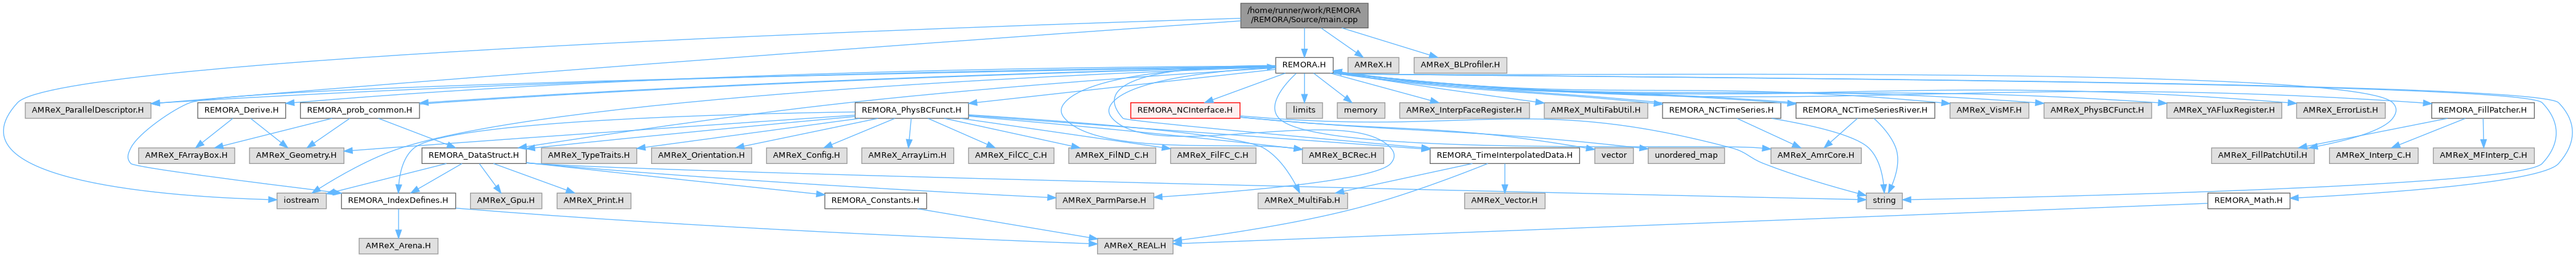 /home/runner/work/REMORA
/REMORA/Source/main.cpp
REMORA.H
AMReX.H
AMReX_BLProfiler.H
AMReX_ParallelDescriptor.H
REMORA_Derive.H
REMORA_prob_common.H
REMORA_PhysBCFunct.H
REMORA_NCInterface.H
limits
memory
AMReX_InterpFaceRegister.H
AMReX_MultiFabUtil.H
REMORA_NCTimeSeries.H
REMORA_NCTimeSeriesRiver.H
AMReX_VisMF.H
AMReX_PhysBCFunct.H
AMReX_YAFluxRegister.H
AMReX_ErrorList.H
REMORA_FillPatcher.H
AMReX_FArrayBox.H
AMReX_Geometry.H
REMORA_DataStruct.H
AMReX_TypeTraits.H
AMReX_Orientation.H
AMReX_Config.H
AMReX_ArrayLim.H
AMReX_FilCC_C.H
AMReX_FilND_C.H
AMReX_FilFC_C.H
AMReX_BCRec.H
REMORA_TimeInterpolatedData.H
vector
unordered_map
AMReX_AmrCore.H
AMReX_FillPatchUtil.H
AMReX_Interp_C.H
AMReX_MFInterp_C.H
iostream
REMORA_IndexDefines.H
AMReX_Gpu.H
AMReX_Print.H
REMORA_Constants.H
AMReX_ParmParse.H
AMReX_MultiFab.H
AMReX_Vector.H
string
REMORA_Math.H
AMReX_Arena.H
AMReX_REAL.H